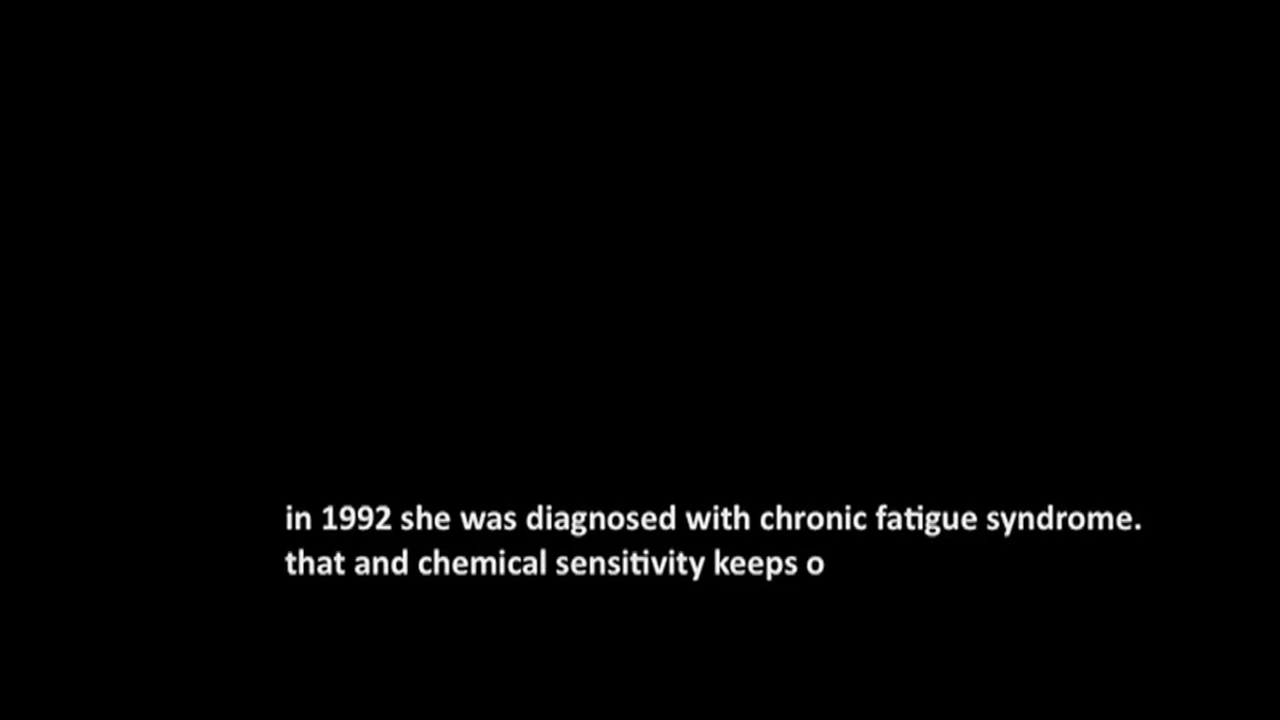 in 1992 she was diagnosed with chronic fatigue syndrome.
that and chemical sensitivity keeps o